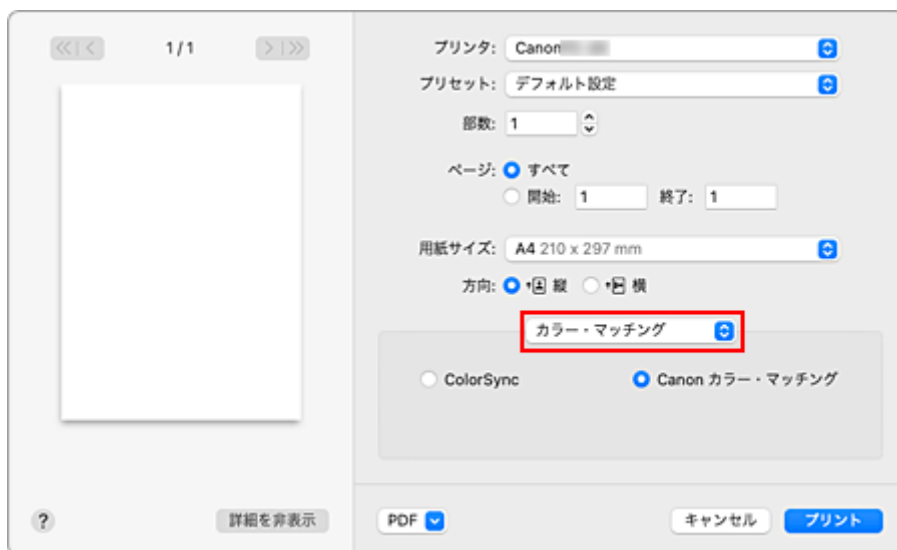 1 / 1
プリンタ: Canon
プリセット: デフォルト設定
部数: 1
ページ: すべて
開始: 1 終了: 1
用紙サイズ: A4 210 x 297 mm
方向: 縦 横
カラー・マッチング
ColorSync Canon カラー・マッチング
? 詳細を非表示 PDF キャンセル プリント